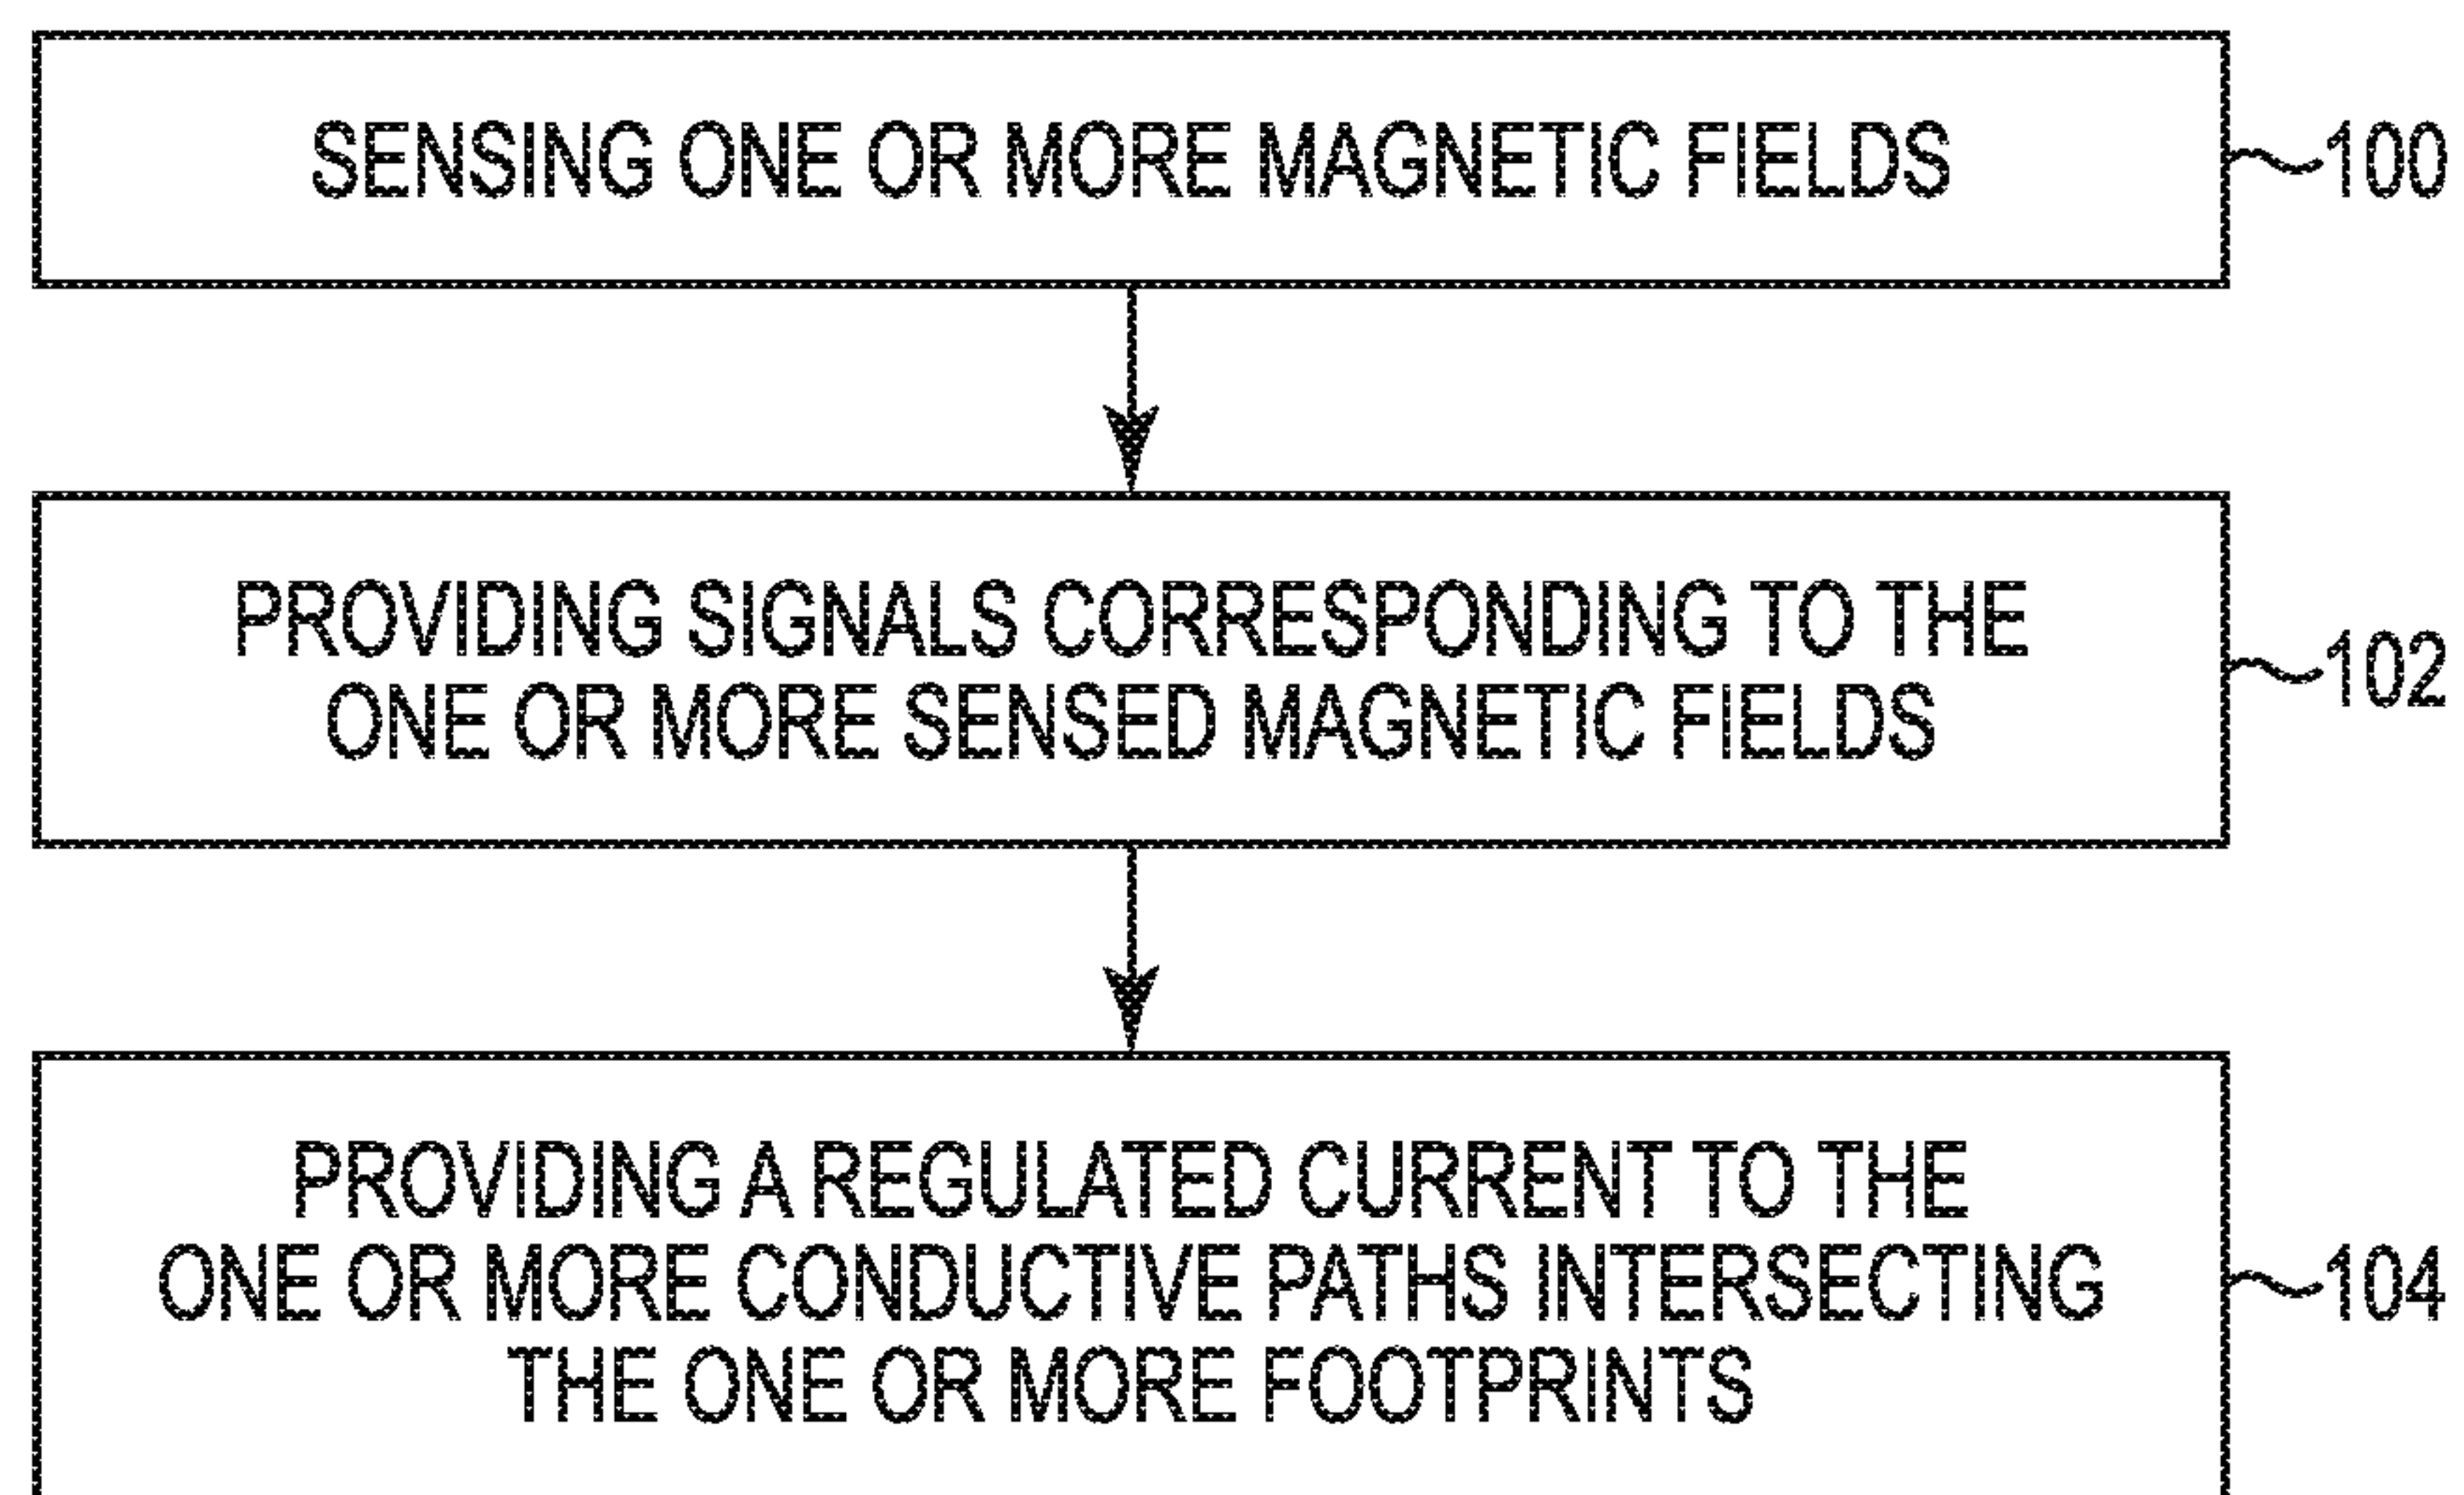 SENSING ONE OR MORE MAGNETIC FIELDS
100
PROVIDING SIGNALS CORRESPONDING TO THE
ONE OR MORE SENSED MAGNETIC FIELDS
102
PROVIDING A REGULATED CURRENT TO THE
ONE OR MORE CONDUCTIVE PATHS INTERSECTING
THE ONE OR MORE FOOTPRINTS
104